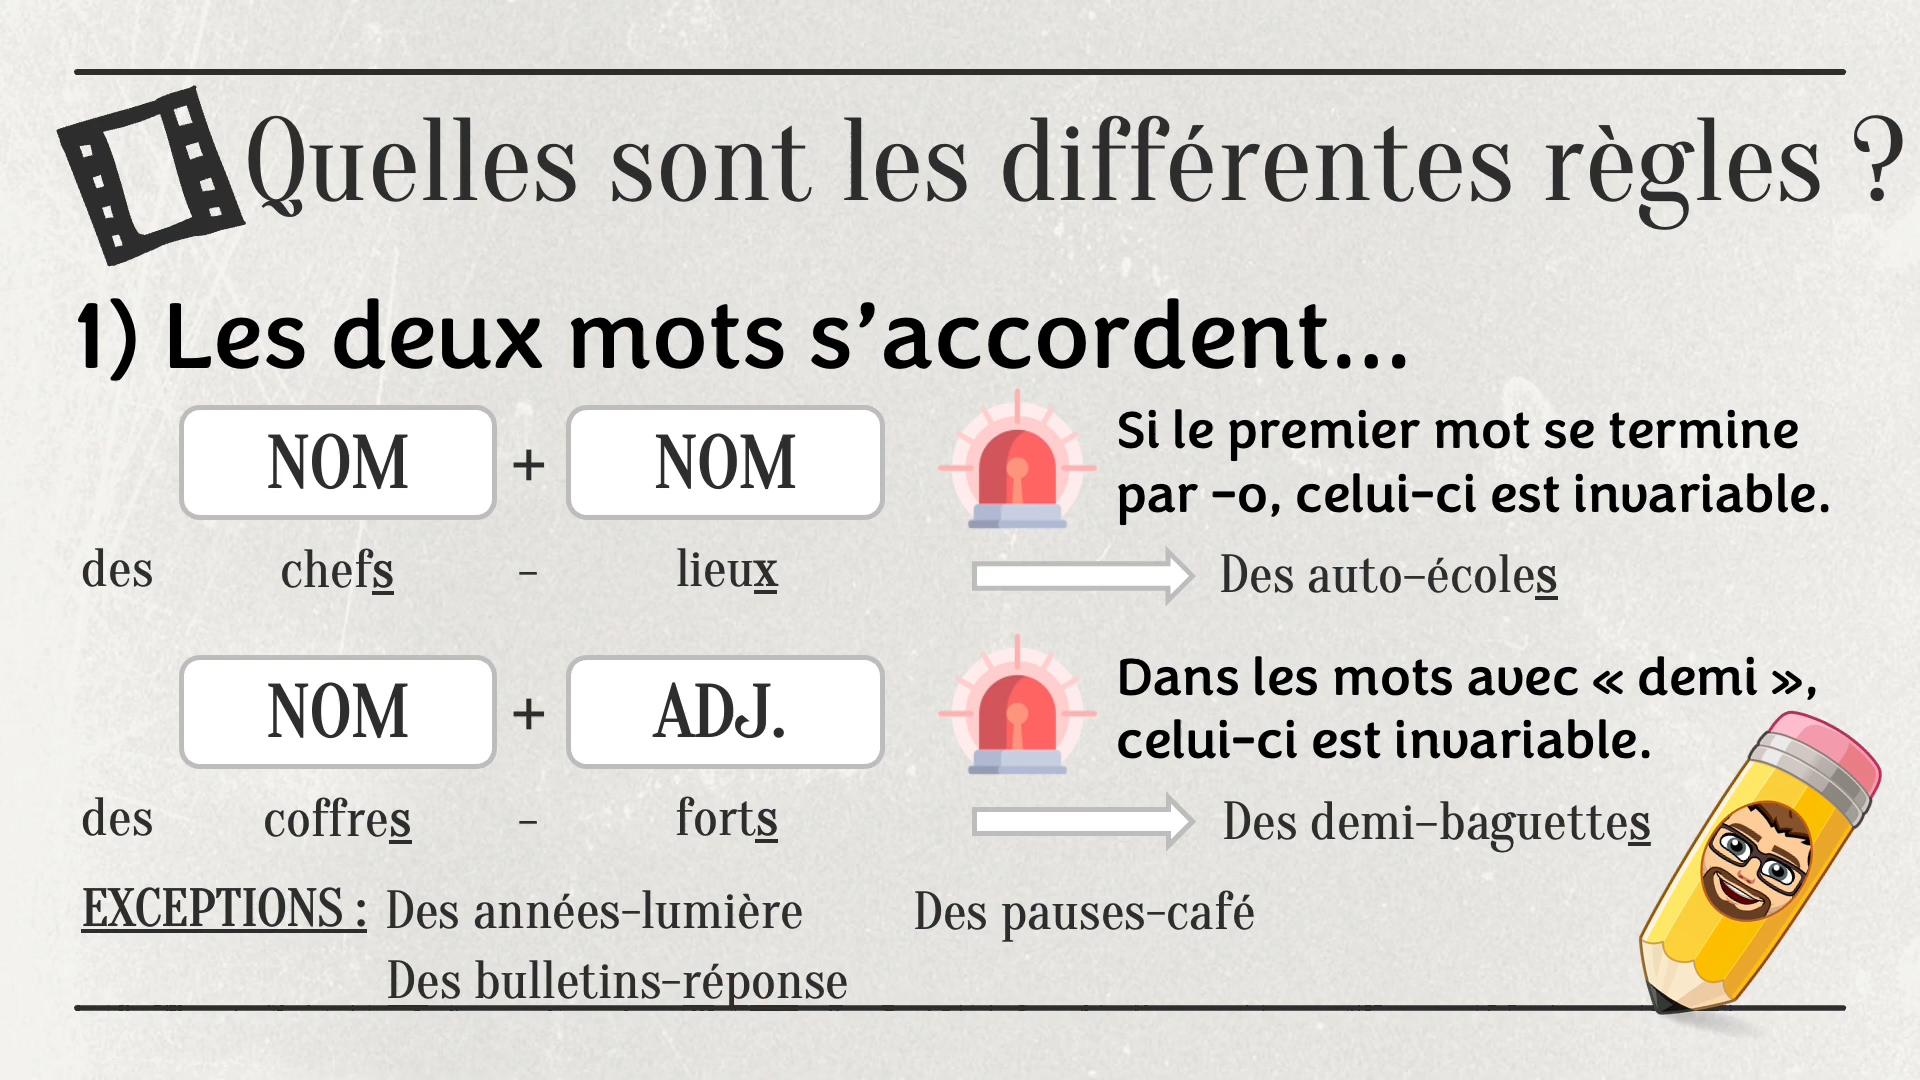 Quelles sont les différentes règles ?
1) Les deux mots s’accordent...
NOM + NOM
des chefs - lieux
Si le premier mot se termine
par -o, celui-ci est invariable.
Des auto-écoles
NOM + ADJ.
des coffres - forts
Dans les mots avec « demi »,
celui-ci est invariable.
Des demi-baguettes
EXCEPTIONS : Des années-lumière Des pauses-café
Des bulletins-réponse